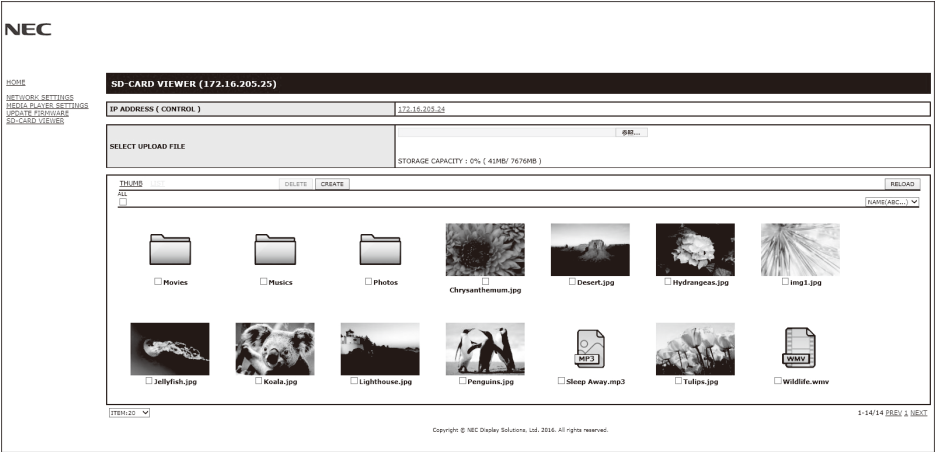 NEC
HOME
NETWORK SETTINGS
MEDIA PLAYER SETTINGS
UPDATE FIRMWARE
SD-CARD VIEWER
SD-CARD VIEWER (172.16.205.25)
IP ADDRESS ( CONTROL )
172.16.205.24
SELECT UPLOAD FILE
参照...
STORAGE CAPACITY : 0% ( 41MB/ 7676MB )
THUMB LIST DELETE CREATE RELOAD
ALL
NAME(ABC...)
Movies Musics Photos Chrysanthemum.jpg Desert.jpg Hydrangeas.jpg img1.jpg
MP3 WMV
Jellyfish.jpg Koala.jpg Lighthouse.jpg Penguins.jpg Sleep Away.mp3 Tulips.jpg Wildlife.wmv
ITEM:20 1-14/14 PREV 1 NEXT
Copyright © NEC Display Solutions, Ltd. 2016. All rights reserved.